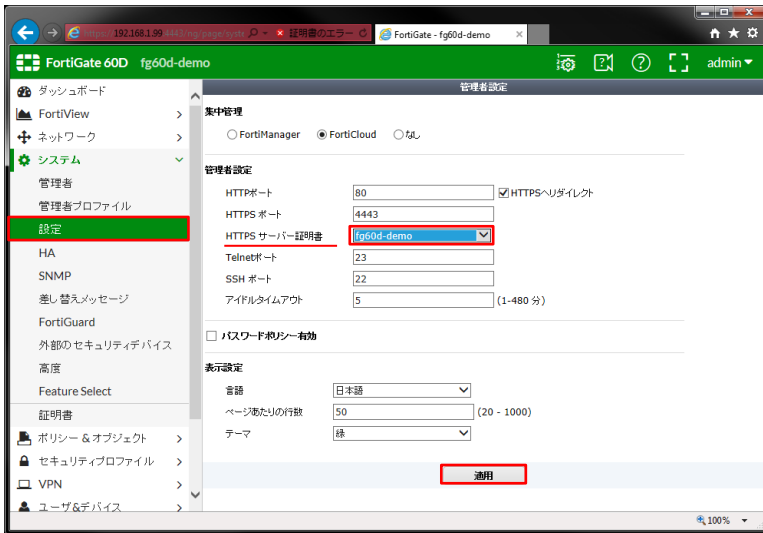 https://192.168.1.99:4443/ng/page/syste
証明書のエラー
FortiGate - fg60d-demo
FortiGate 60D fg60d-demo
admin
ダッシュボード
FortiView
ネットワーク
システム
管理者
管理者プロファイル
設定
HA
SNMP
差し替えメッセージ
FortiGuard
外部のセキュリティデバイス
高度
Feature Select
証明書
ポリシー & オブジェクト
セキュリティプロファイル
VPN
ユーザ&デバイス
管理者設定
集中管理
FortiManager FortiCloud なし
管理者設定
HTTPポート 80 HTTPSへリダイレクト
HTTPS ポート 4443
HTTPS サーバー証明書 fg60d-demo
Telnetポート 23
SSH ポート 22
アイドルタイムアウト 5 (1-480 分)
パスワードポリシー有効
表示設定
言語 日本語
ページあたりの行数 50 (20 - 1000)
テーマ 緑
適用
100%